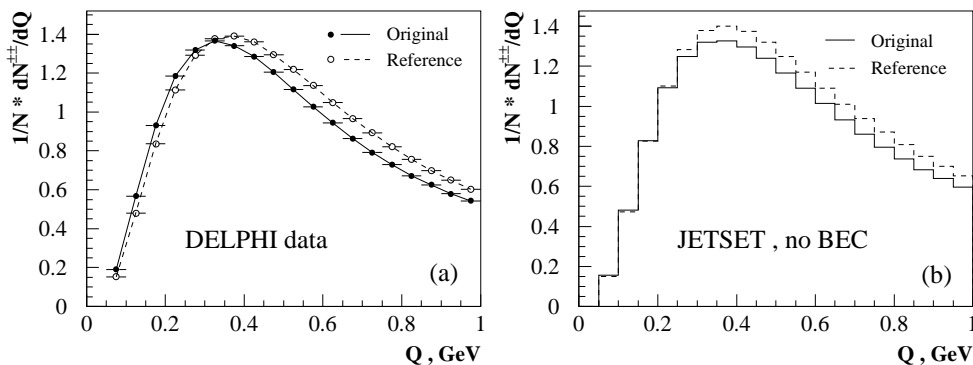 1/N * dN±±/dQ
1.4
1.2
1
0.8
0.6
0.4
0.2
0
Original
Reference
DELPHI data
(a)
0 0.2 0.4 0.6 0.8 1
Q , GeV
1/N * dN±±/dQ
1.4
1.2
1
0.8
0.6
0.4
0.2
0
Original
Reference
JETSET , no BEC
(b)
0 0.2 0.4 0.6 0.8 1
Q , GeV